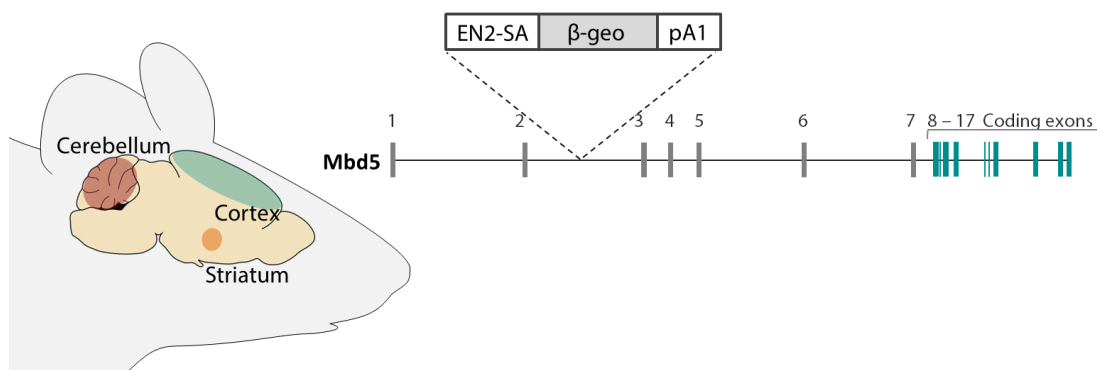 EN2-SA β-geo pA1
1 2 3 4 5 6 7 8 – 17 Coding exons
Mbd5
Cerebellum
Cortex
Striatum